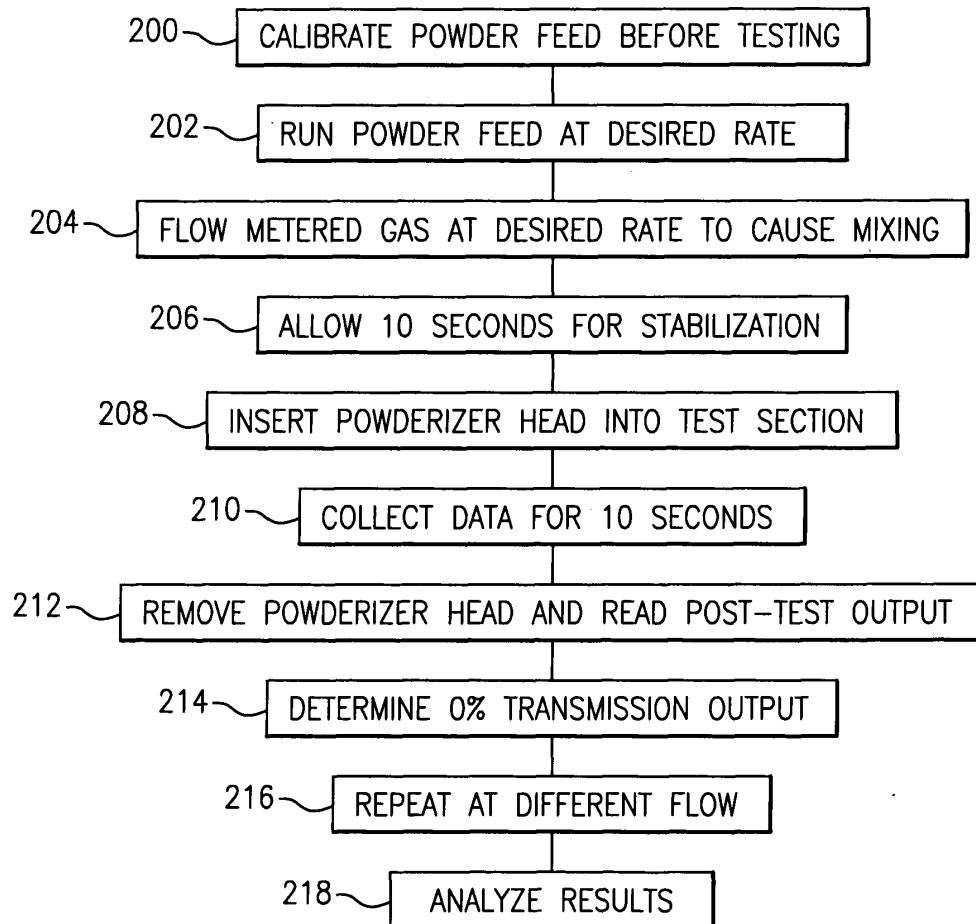 200 CALIBRATE POWDER FEED BEFORE TESTING
202 RUN POWDER FEED AT DESIRED RATE
204 FLOW METERED GAS AT DESIRED RATE TO CAUSE MIXING
206 ALLOW 10 SECONDS FOR STABILIZATION
208 INSERT POWDERIZER HEAD INTO TEST SECTION
210 COLLECT DATA FOR 10 SECONDS
212 REMOVE POWDERIZER HEAD AND READ POST-TEST OUTPUT
214 DETERMINE 0% TRANSMISSION OUTPUT
216 REPEAT AT DIFFERENT FLOW
218 ANALYZE RESULTS